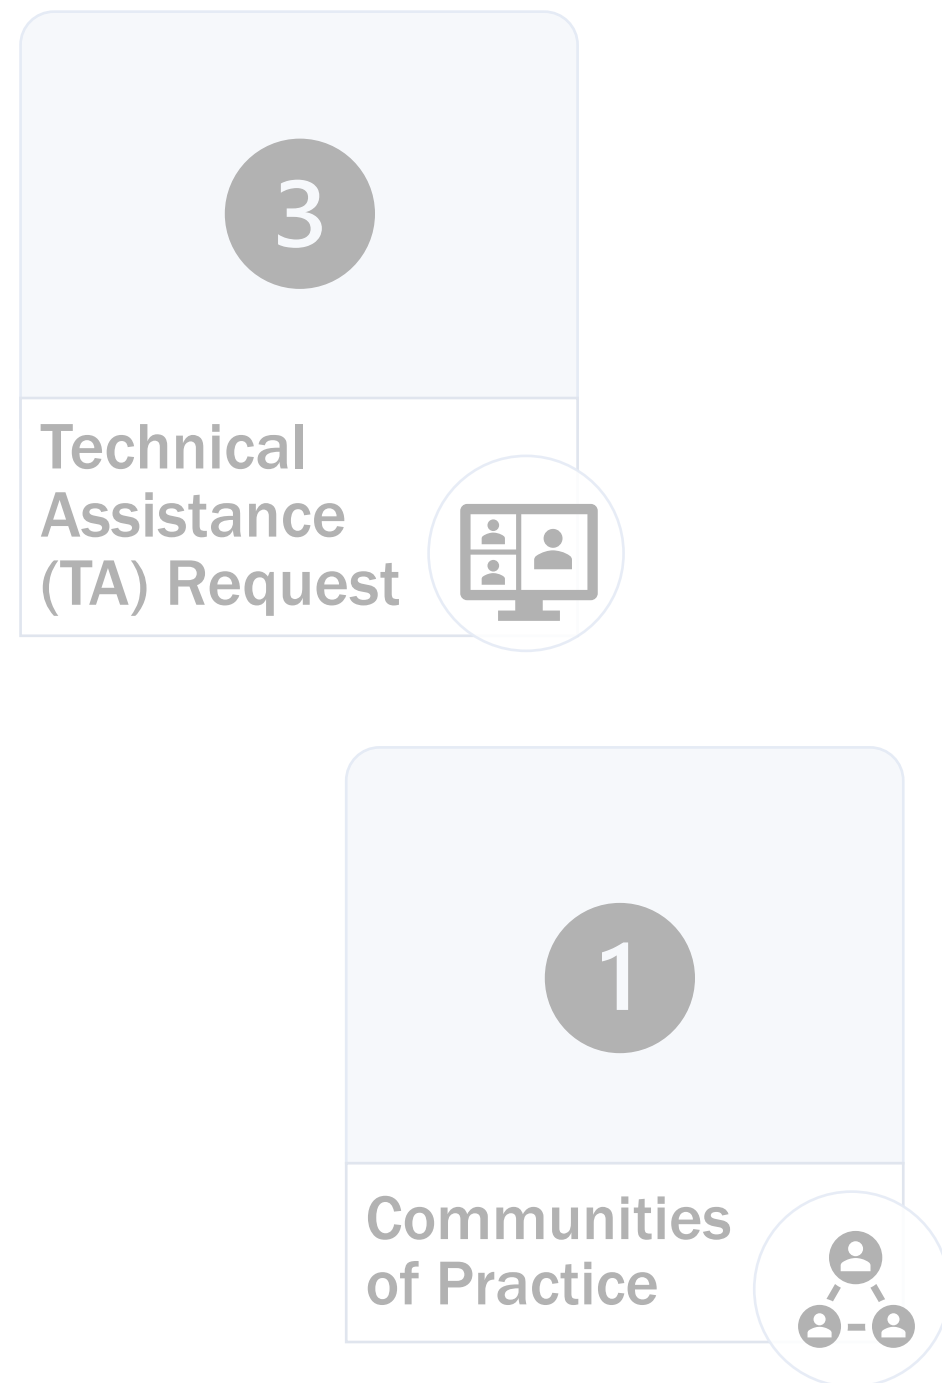 3
Technical
Assistance
(TA) Request
1
Communities
of Practice